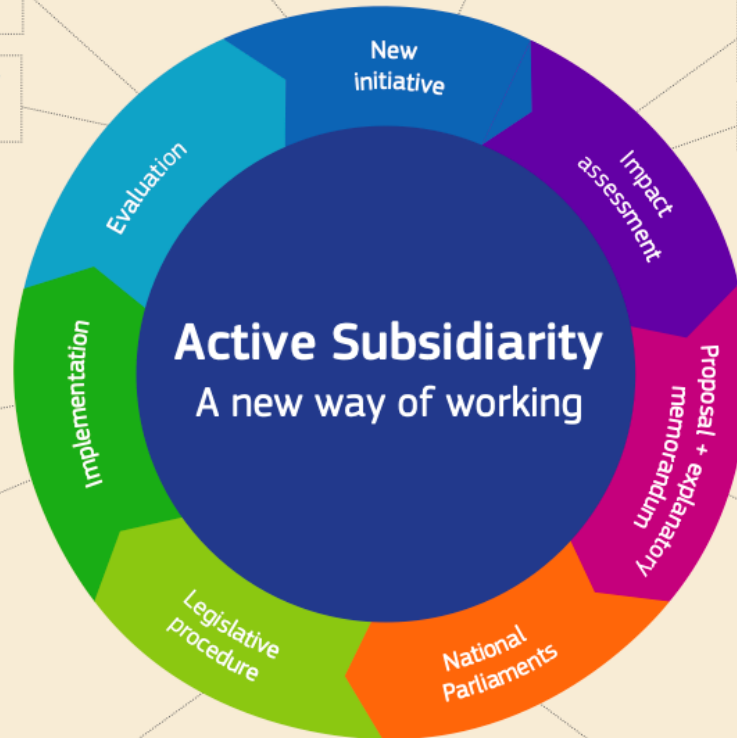 New
initiative
Impact
assessment
Proposal + explanatory
memorandum
National
Parliaments
Legislative
procedure
Implementation
Evaluation
Active Subsidiarity
A new way of working